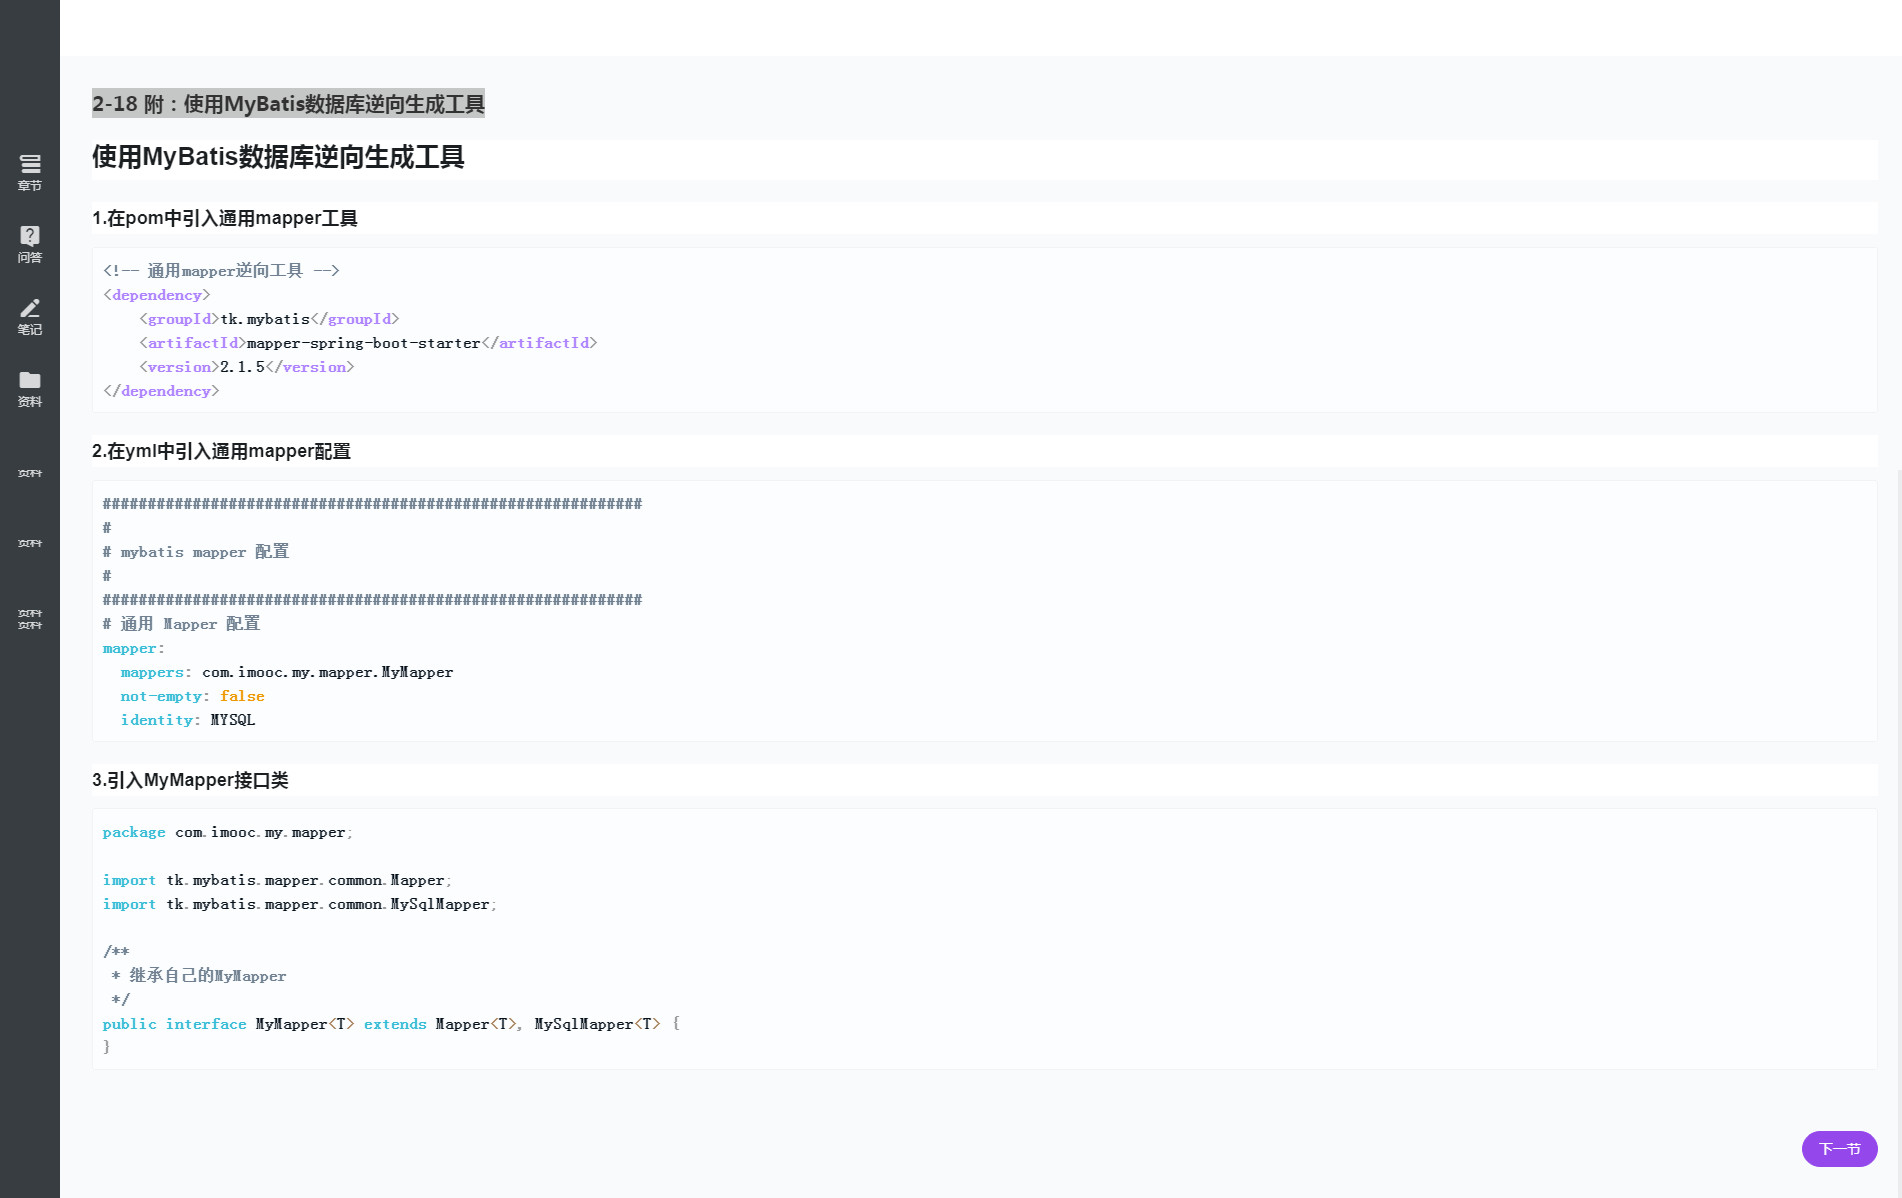 章节
问答
笔记
资料
2-18 附：使用MyBatis数据库逆向生成工具
使用MyBatis数据库逆向生成工具
1.在pom中引入通用mapper工具
<!-- 通用mapper逆向工具 -->
<dependency>
    <groupId>tk.mybatis</groupId>
    <artifactId>mapper-spring-boot-starter</artifactId>
    <version>2.1.5</version>
</dependency>
2.在yml中引入通用mapper配置
############################################################
#
# mybatis mapper 配置
#
############################################################
# 通用 Mapper 配置
mapper:
  mappers: com.imooc.my.mapper.MyMapper
  not-empty: false
  identity: MYSQL
3.引入MyMapper接口类
package com.imooc.my.mapper;
import tk.mybatis.mapper.common.Mapper;
import tk.mybatis.mapper.common.MySqlMapper;
/**
 * 继承自己的MyMapper
 */
public interface MyMapper<T> extends Mapper<T>, MySqlMapper<T> {
}
下一节